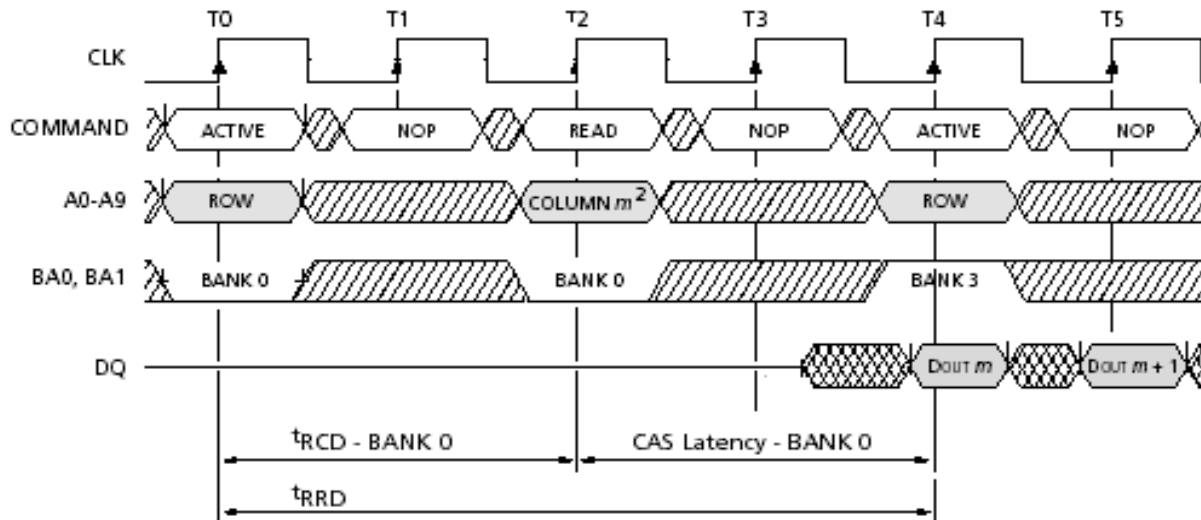 T0 T1 T2 T3 T4 T5
CLK
COMMAND ACTIVE NOP READ NOP ACTIVE NOP
A0-A9 ROW COLUMN m² ROW
BA0, BA1 BANK 0 BANK 0 BANK 3
DQ DOUT m DOUT m + 1
tRCD - BANK 0 CAS Latency - BANK 0
tRRD